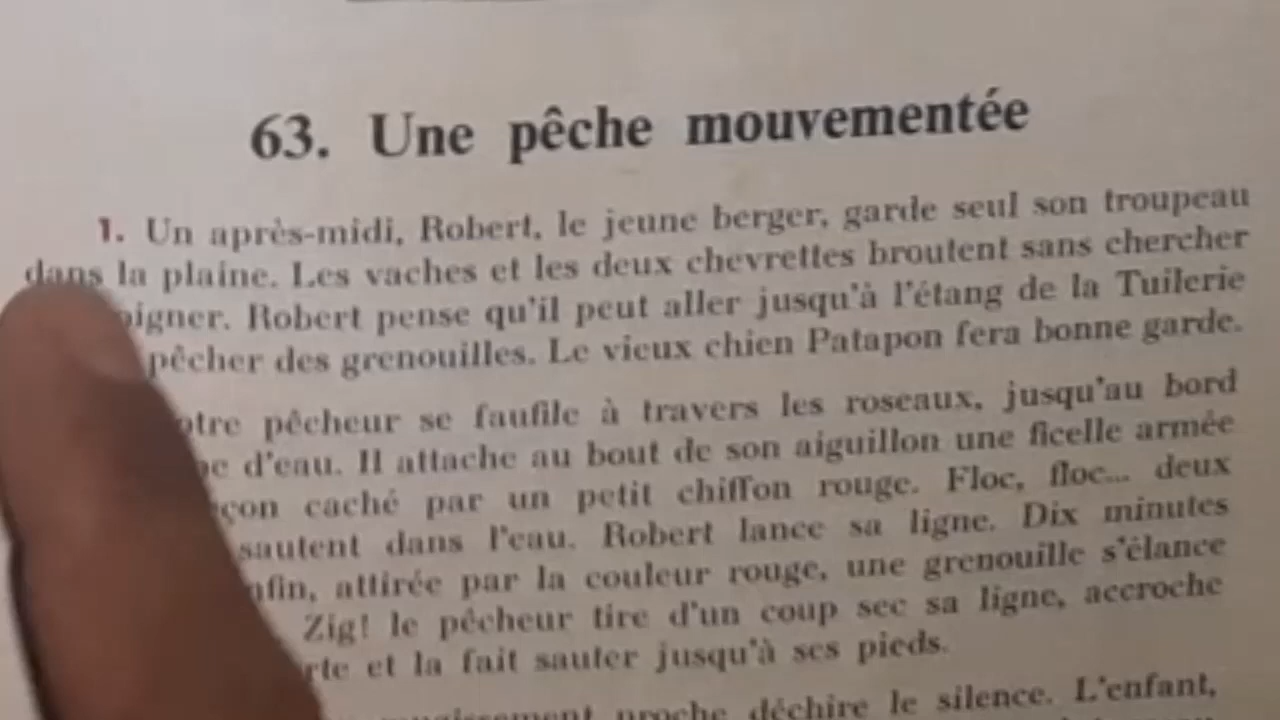 63. Une pêche mouvementée
1. Un après-midi, Robert, le jeune berger, garde seul son troupeau
dans la plaine. Les vaches et les deux chevrettes broutent sans chercher
Robert pense qu'il peut aller jusqu'à l'étang de la Tuilerie
pêcher des grenouilles. Le vieux chien Patapon fera bonne garde.
pêcheur se faufile à travers les roseaux, jusqu'au bord
d'eau. Il attache au bout de son aiguillon une ficelle armée
caché par un petit chiffon rouge. Floc, floc... deux
sautent dans l'eau. Robert lance sa ligne. Dix minutes
attirée par la couleur rouge, une grenouille s'élance
Zig! le pêcheur tire d'un coup sec sa ligne, accroche
et la fait sauter jusqu'à ses pieds.
proche déchire le silence. L'enfant,